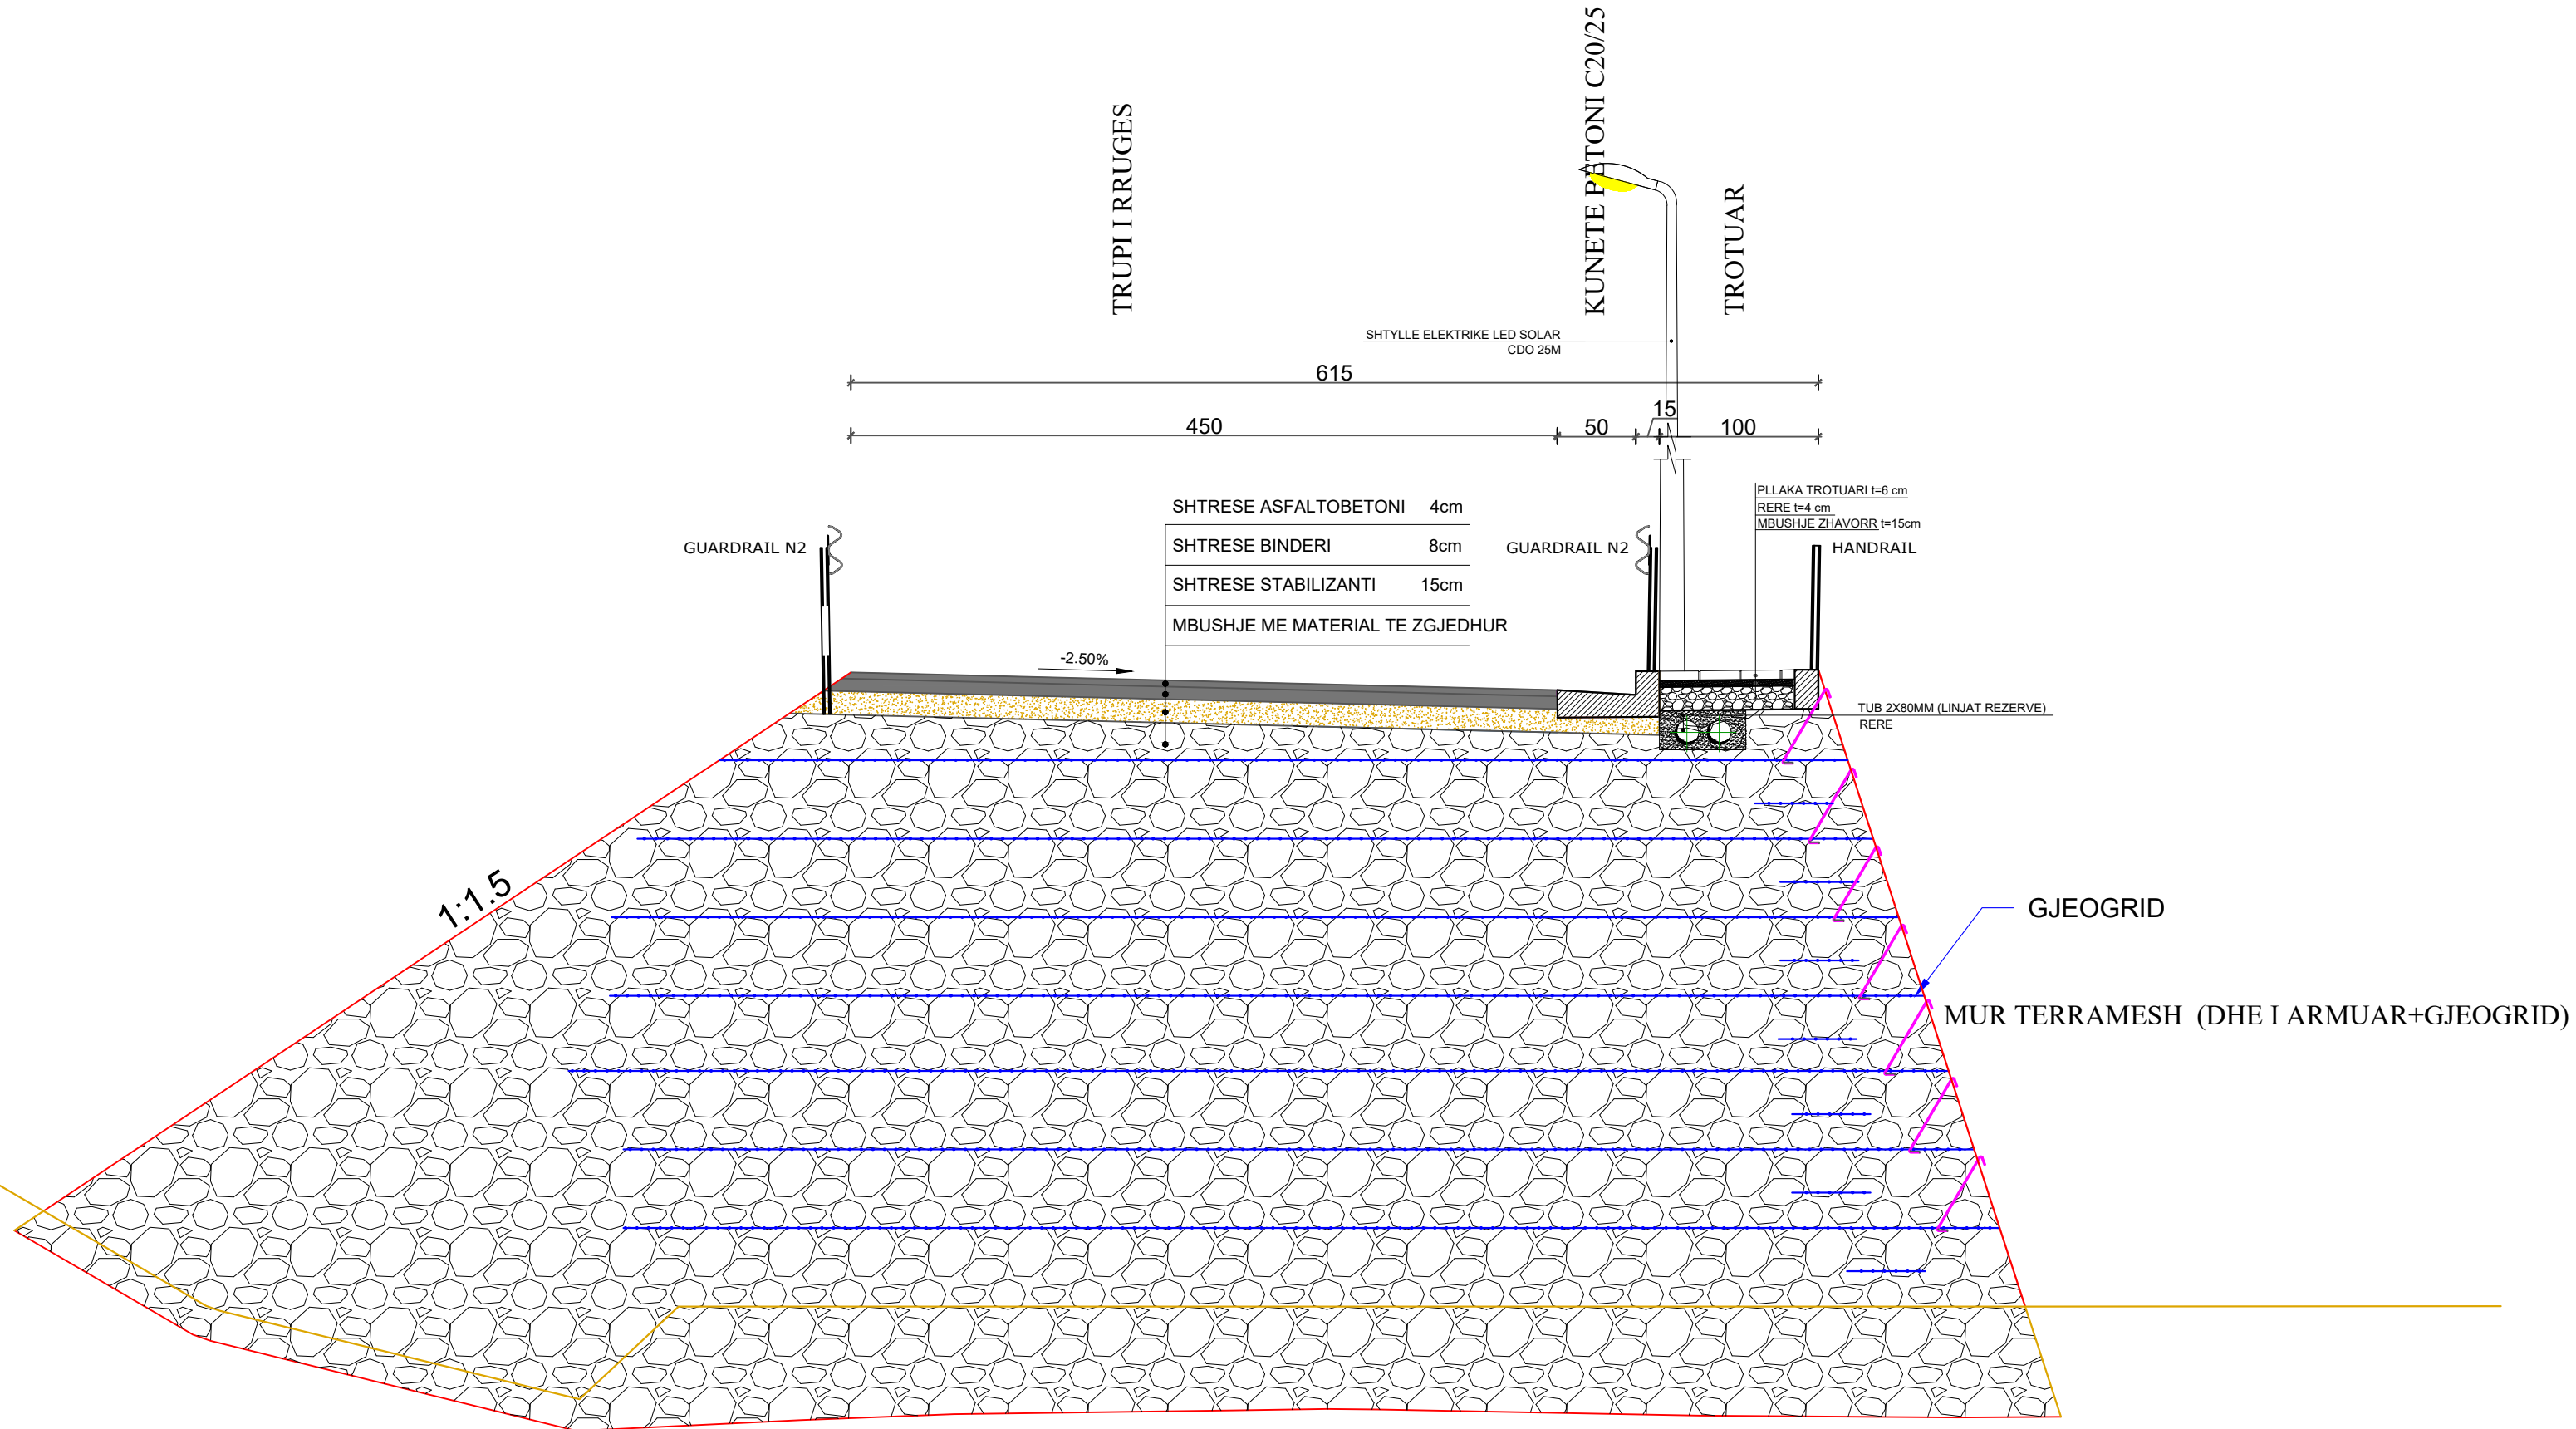 TRUPI I RRUGES
KUNETE BETONI C20/25
TROTUAR
SHTYLLE ELEKTRIKE LED SOLAR
CDO 25M
615
15
450
50
100
SHTRESE ASFALTOBETONI 4cm
SHTRESE BINDERI 8cm
SHTRESE STABILIZANTI 15cm
MBUSHJE ME MATERIAL TE ZGJEDHUR
PLLAKA TROTUARI t=6 cm
RERE t=4 cm
MBUSHJE ZHAVORR t=15cm
GUARDRAIL N2
GUARDRAIL N2
HANDRAIL
-2.50%
TUB 2X80MM (LINJAT REZERVE)
RERE
1:1.5
GJEOGRID
MUR TERRAMESH (DHE I ARMUAR+GJEOGRID)